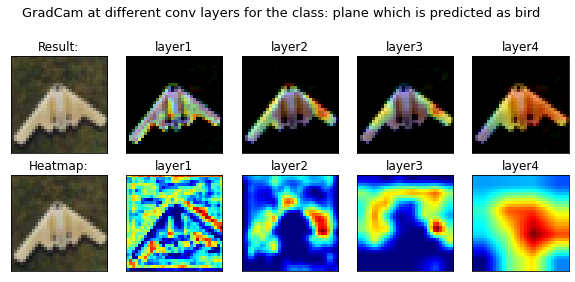 GradCam at different conv layers for the class: plane which is predicted as bird
Result: layer1 layer2 layer3 layer4
Heatmap: layer1 layer2 layer3 layer4